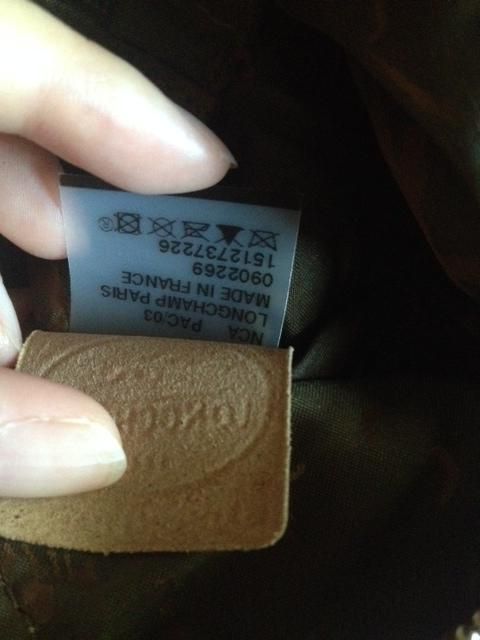 NCA
PAC/03
LONGCHAMP PARIS
MADE IN FRANCE
0902269
1512737226